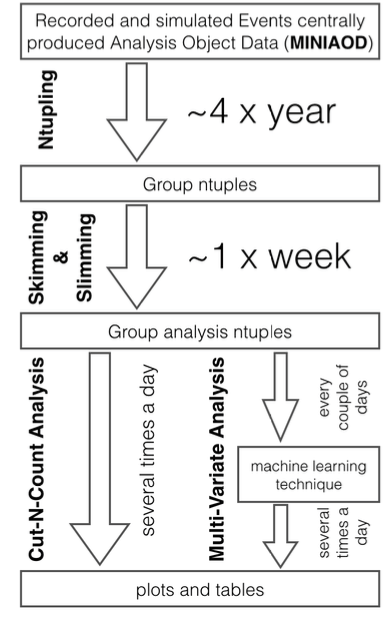 Recorded and simulated Events centrally
produced Analysis Object Data (MINIAOD)
Ntupling
~4 x year
Group ntuples
Skimming
&
Slimming
~1 x week
Group analysis ntuples
Cut-N-Count Analysis
several times a day
Multi-Variate Analysis
every
couple of
days
machine learning
technique
several
times a
day
plots and tables